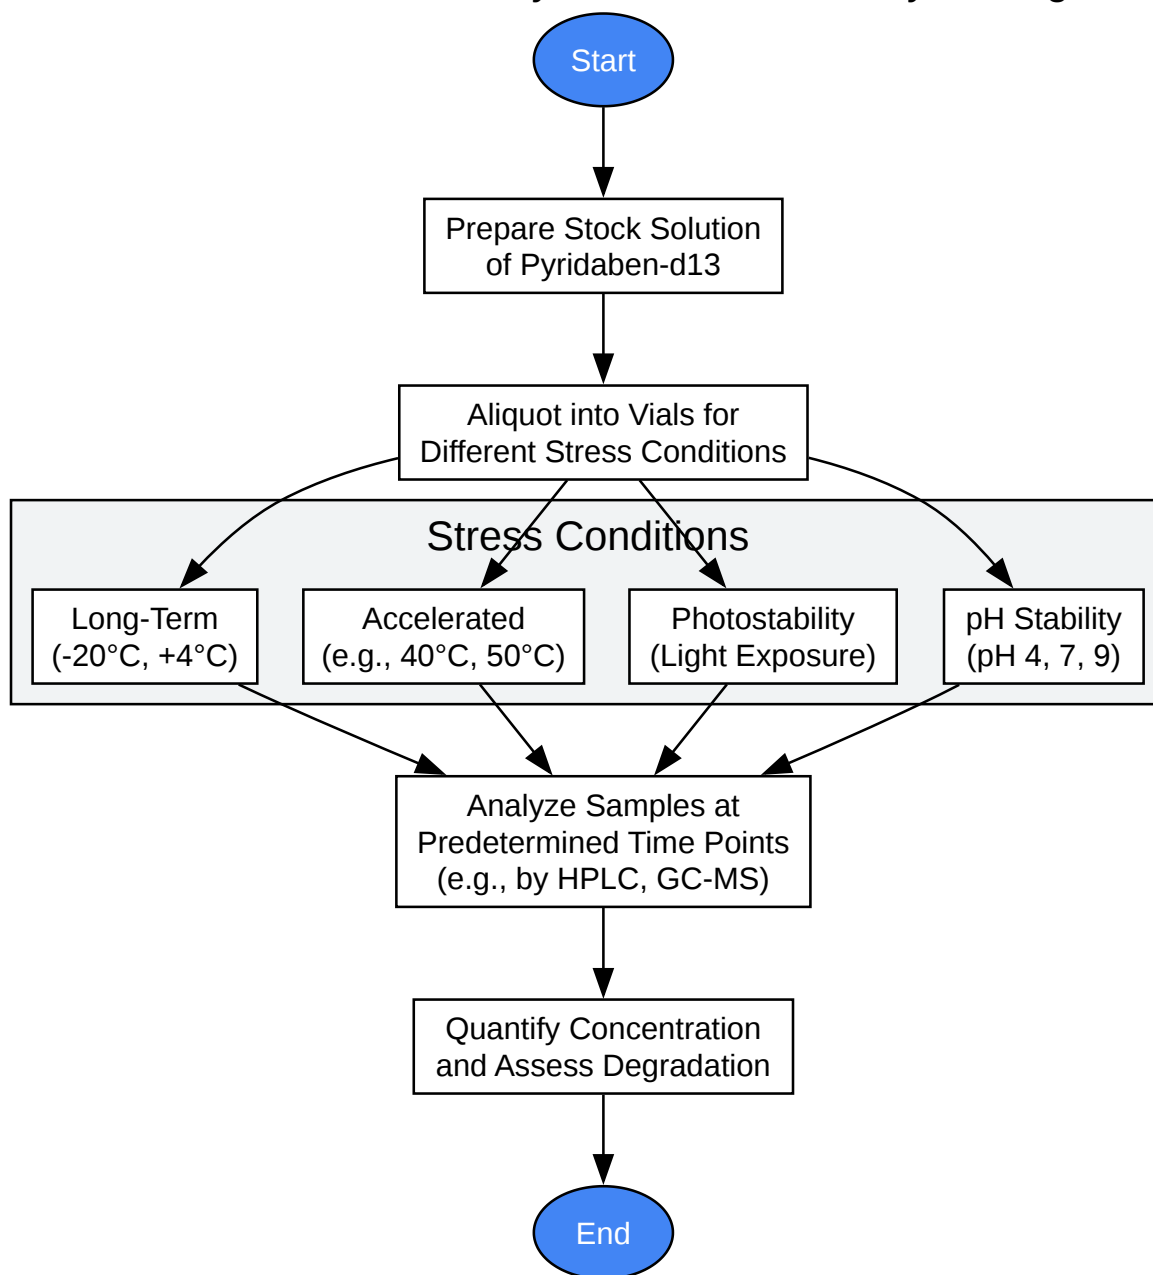 Start
Prepare Stock Solution
of Pyridaben-d13
Aliquot into Vials for
Different Stress Conditions
Stress Conditions
Long-Term
(-20°C, +4°C)
Accelerated
(e.g., 40°C, 50°C)
Photostability
(Light Exposure)
pH Stability
(pH 4, 7, 9)
Analyze Samples at
Predetermined Time Points
(e.g., by HPLC, GC-MS)
Quantify Concentration
and Assess Degradation
End